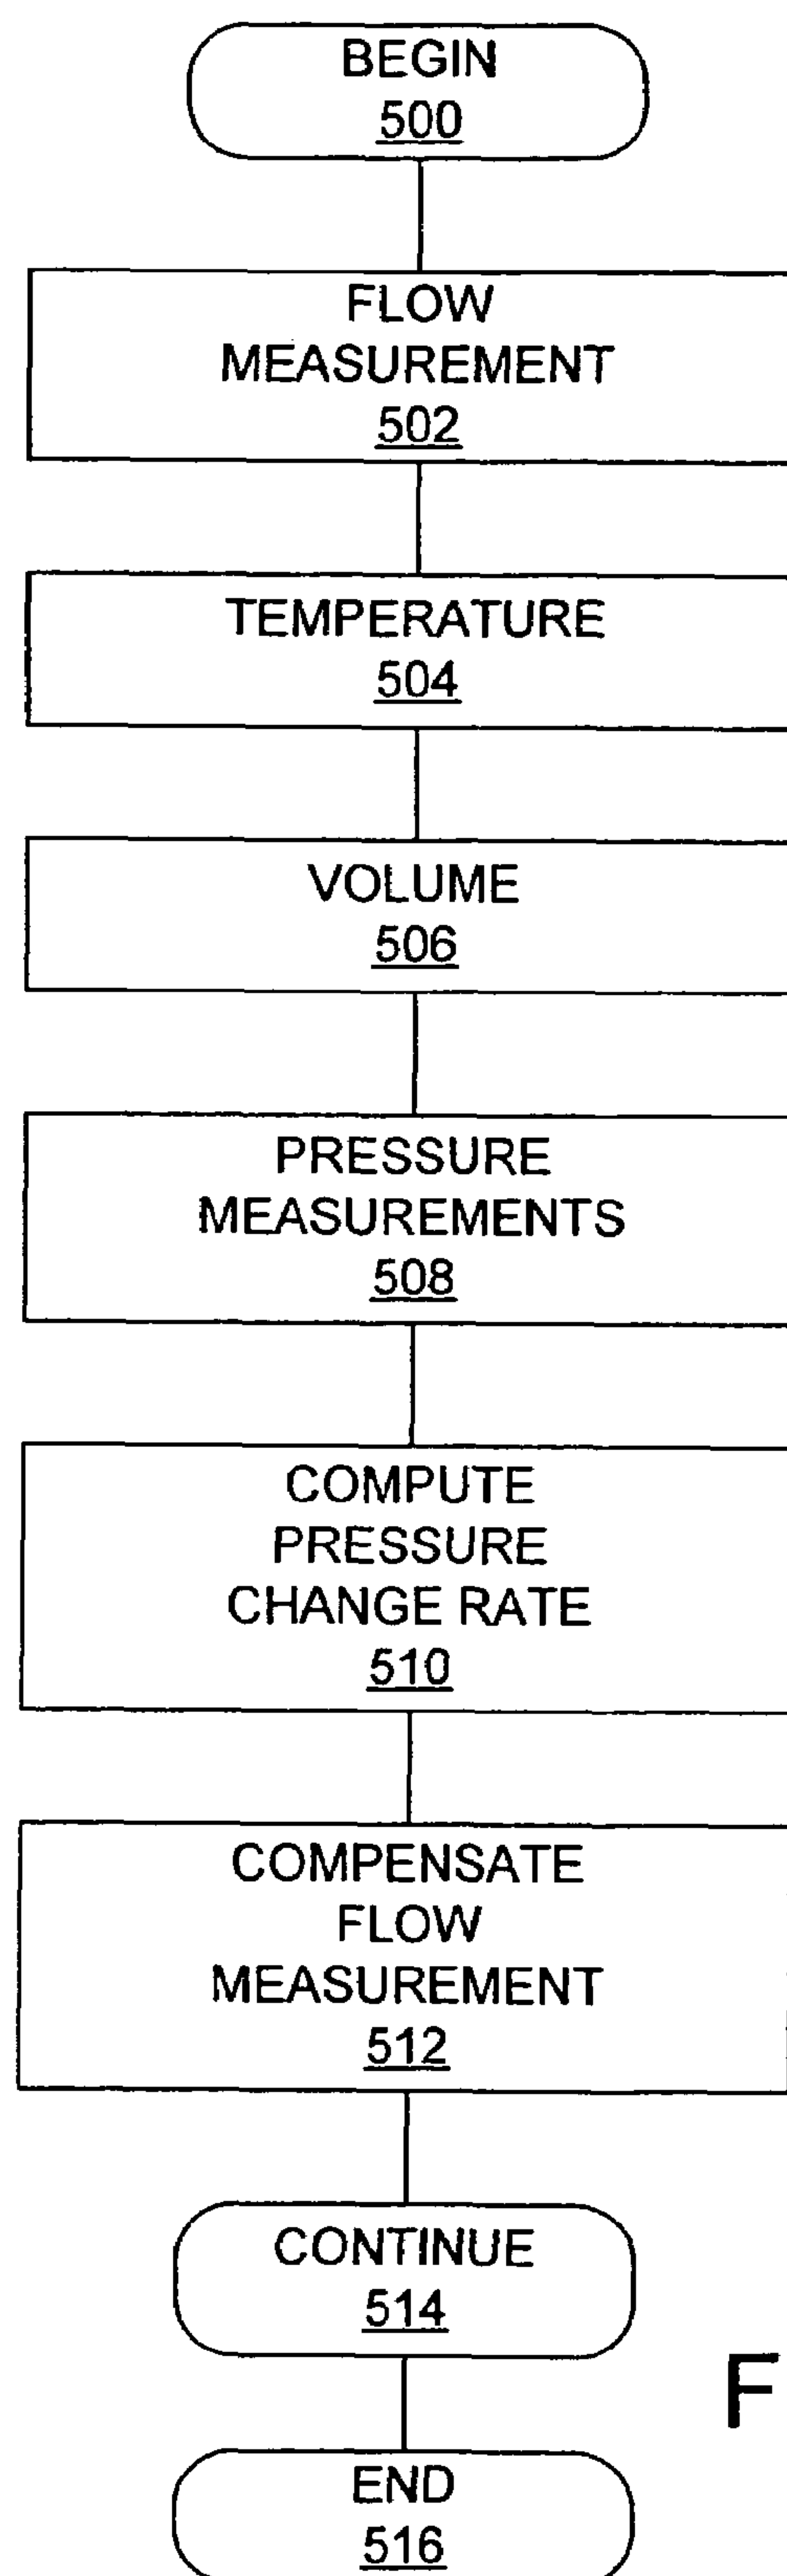 BEGIN
500
FLOW
MEASUREMENT
502
TEMPERATURE
504
VOLUME
506
PRESSURE
MEASUREMENTS
508
COMPUTE
PRESSURE
CHANGE RATE
510
COMPENSATE
FLOW
MEASUREMENT
512
CONTINUE
514
F
END
516